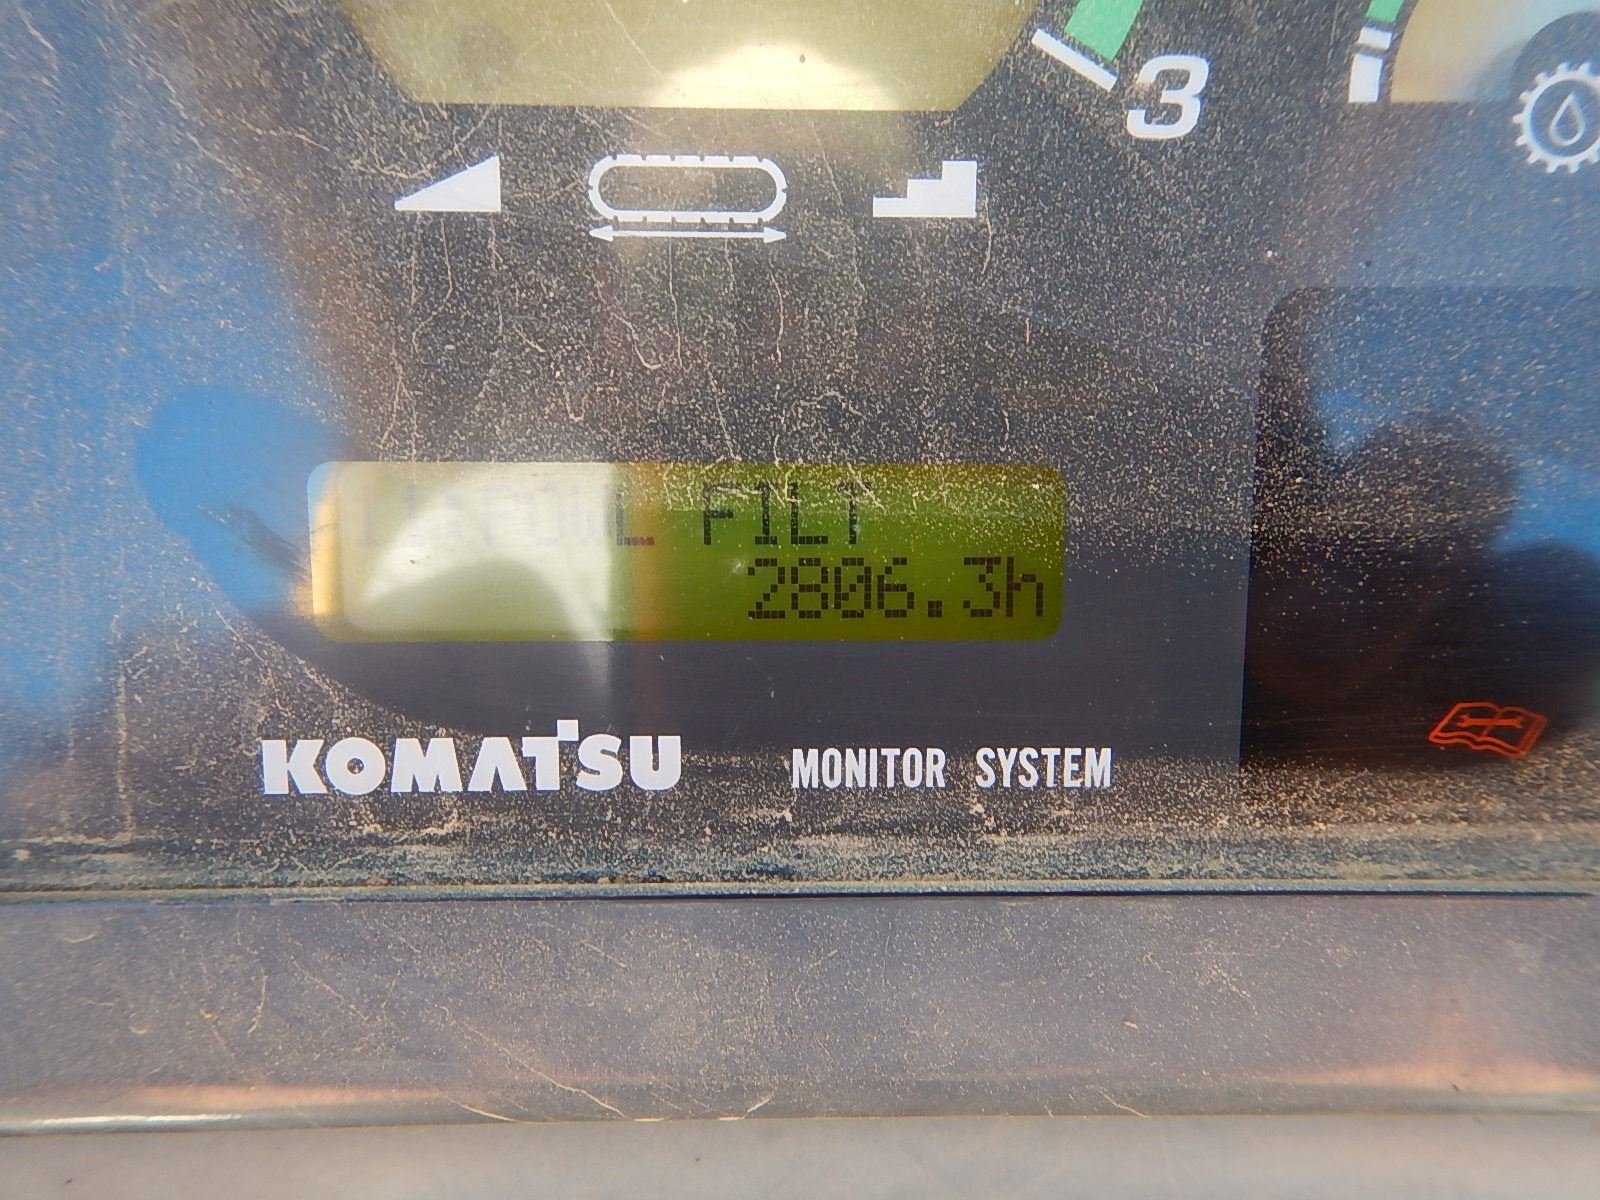 3
FILT
2806.3h
KOMATSU
MONITOR SYSTEM